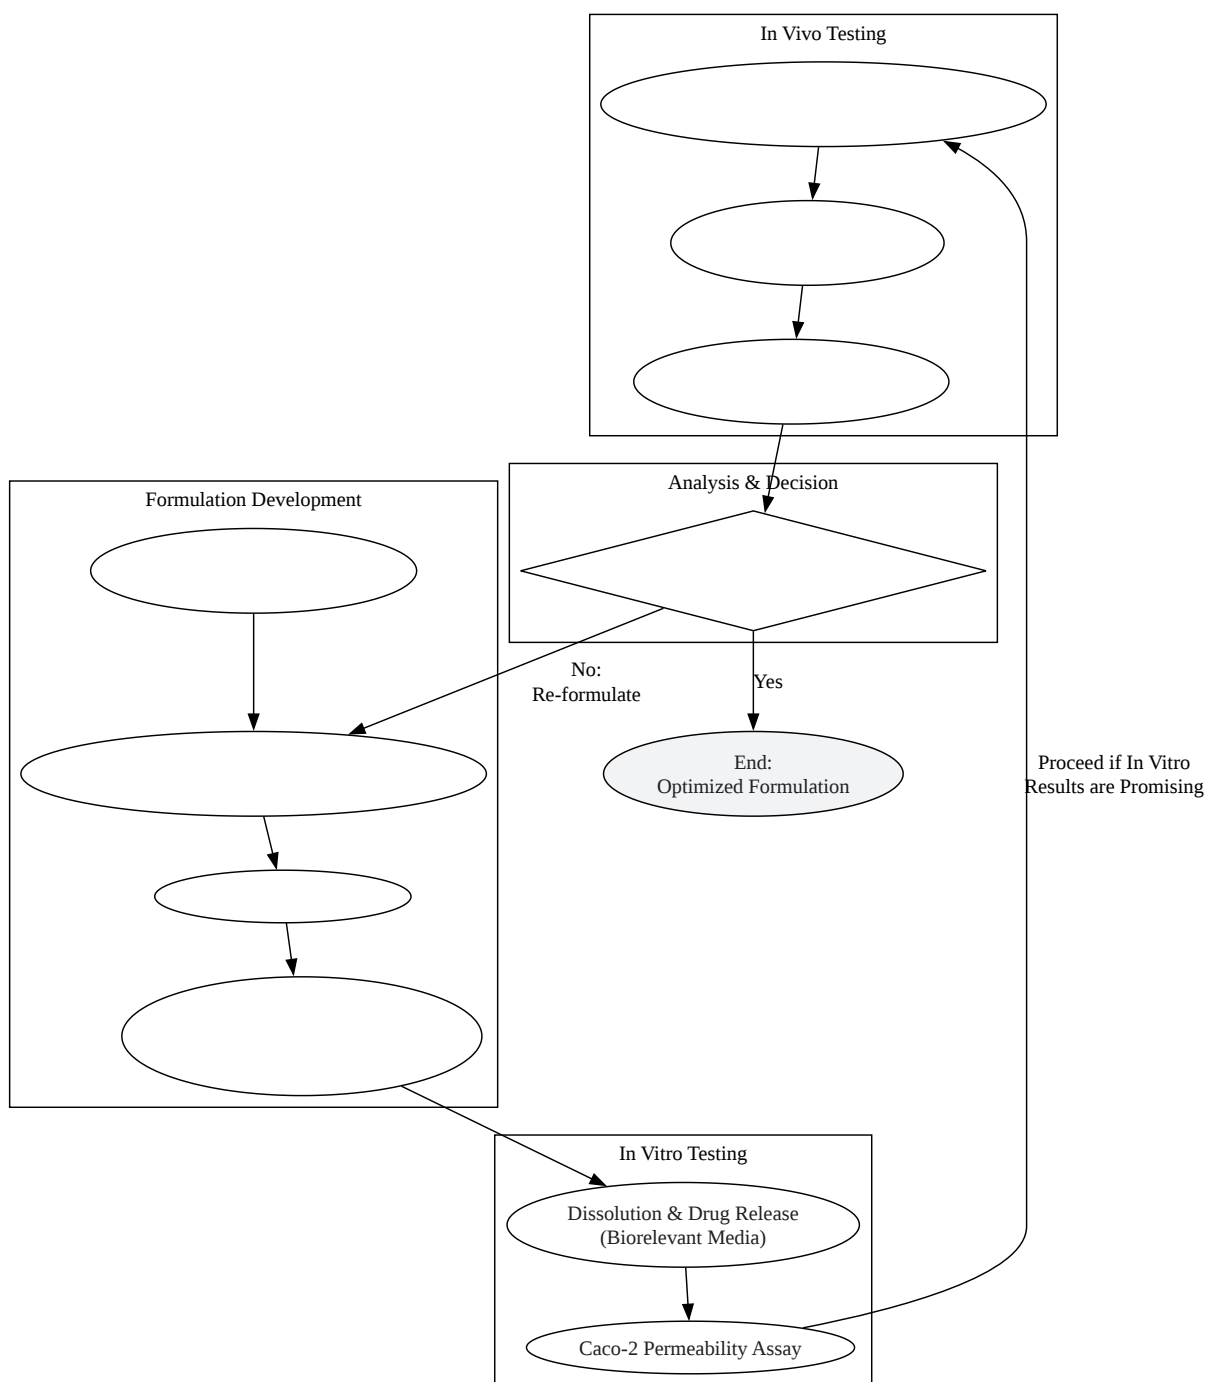 In Vivo Testing
Analysis & Decision
Formulation Development
No:
Re-formulate
Yes
End:
Optimized Formulation
Proceed if In Vitro
Results are Promising
In Vitro Testing
Dissolution & Drug Release
(Biorelevant Media)
Caco-2 Permeability Assay